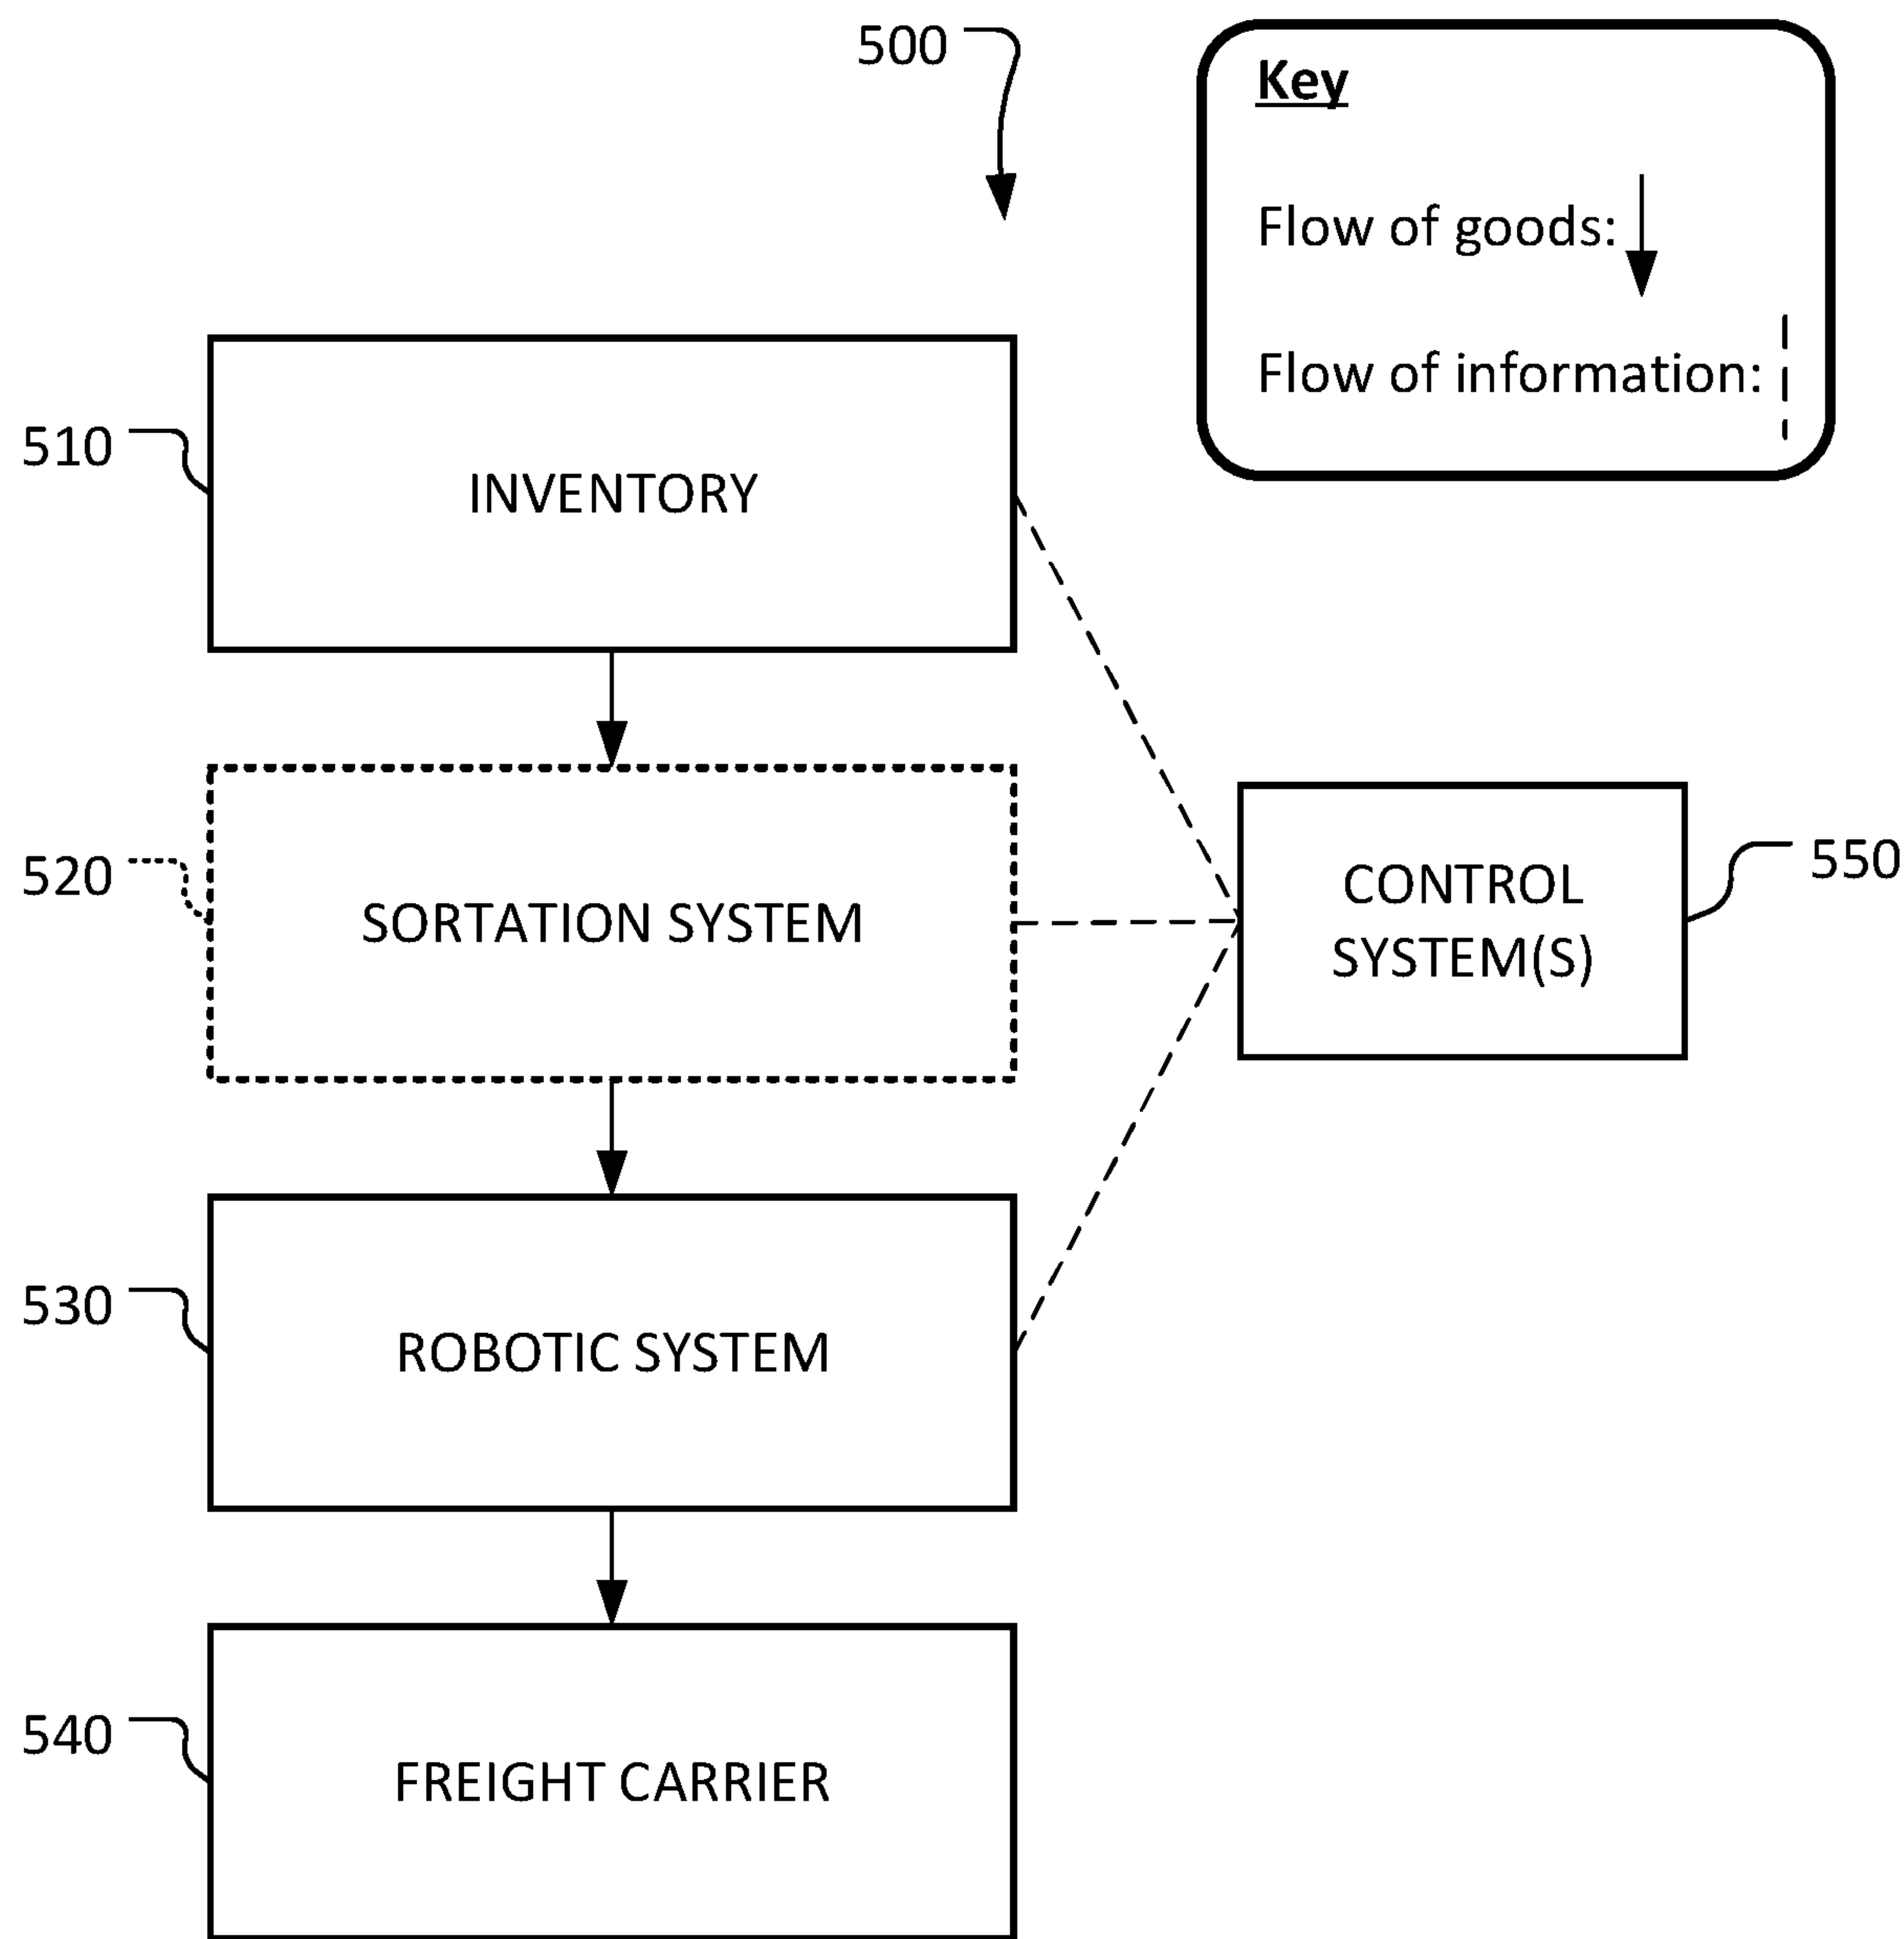 500
Key
Flow of goods:
Flow of information:
510
INVENTORY
520
SORTATION SYSTEM
CONTROL
SYSTEM(S)
550
530
ROBOTIC SYSTEM
540
FREIGHT CARRIER